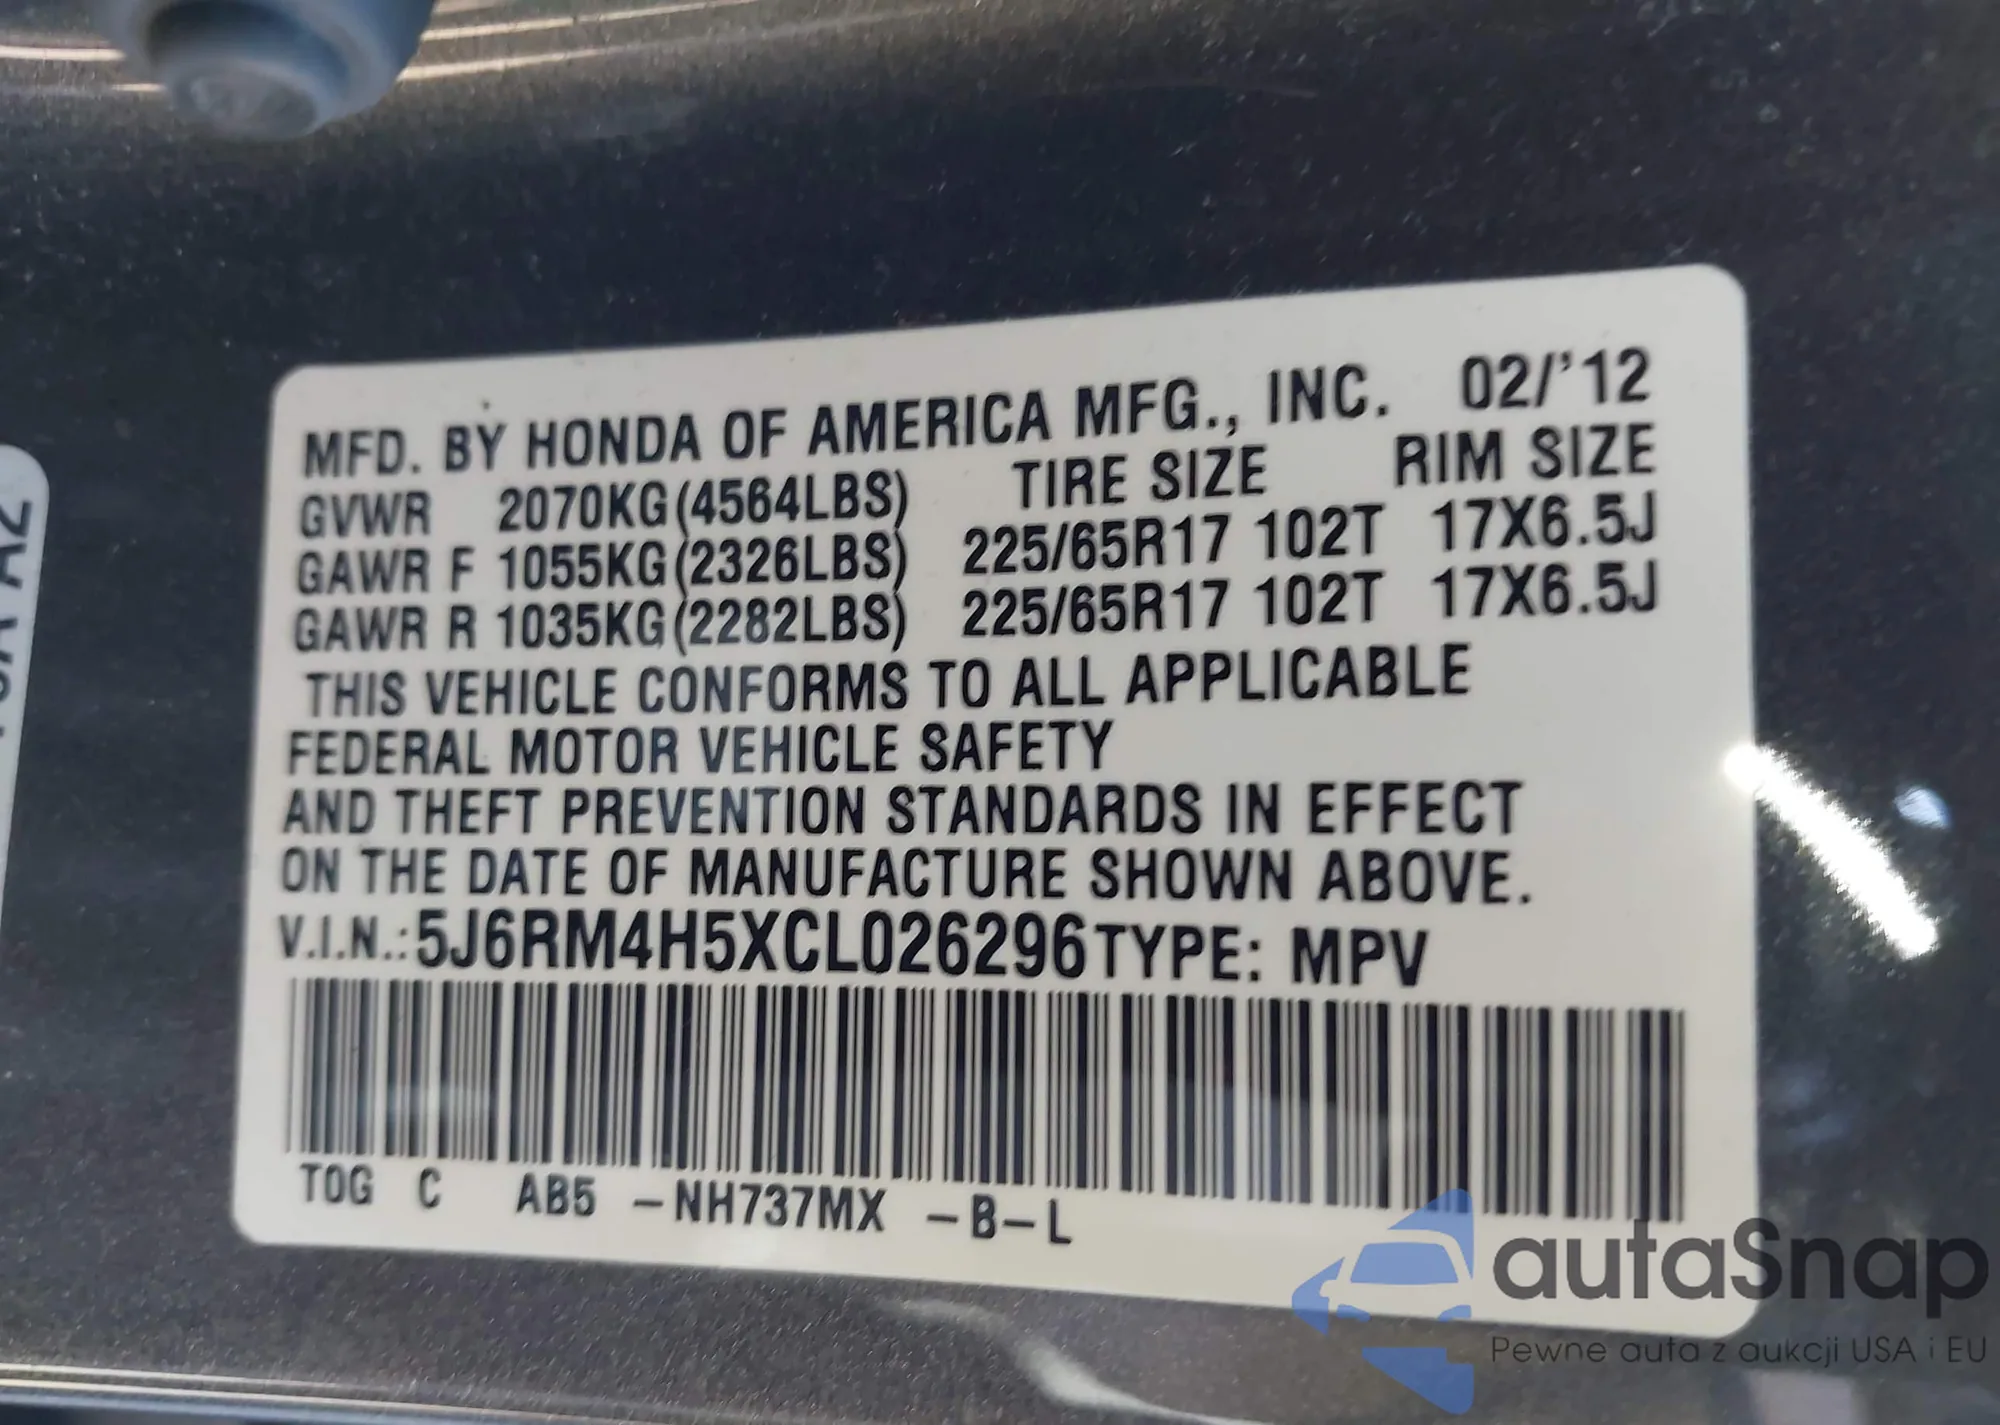 MFD. BY HONDA OF AMERICA MFG., INC. 02/'12
GVWR 2070KG(4564LBS) TIRE SIZE RIM SIZE
GAWR F 1055KG(2326LBS) 225/65R17 102T 17X6.5J
GAWR R 1035KG(2282LBS) 225/65R17 102T 17X6.5J
THIS VEHICLE CONFORMS TO ALL APPLICABLE
FEDERAL MOTOR VEHICLE SAFETY
AND THEFT PREVENTION STANDARDS IN EFFECT
ON THE DATE OF MANUFACTURE SHOWN ABOVE.
V.I.N.:5J6RM4H5XCL026296 TYPE: MPV
TOG C AB5 -NH737MX -B-L
autaSnap
Pewne auta z aukcji USA i EU
A2